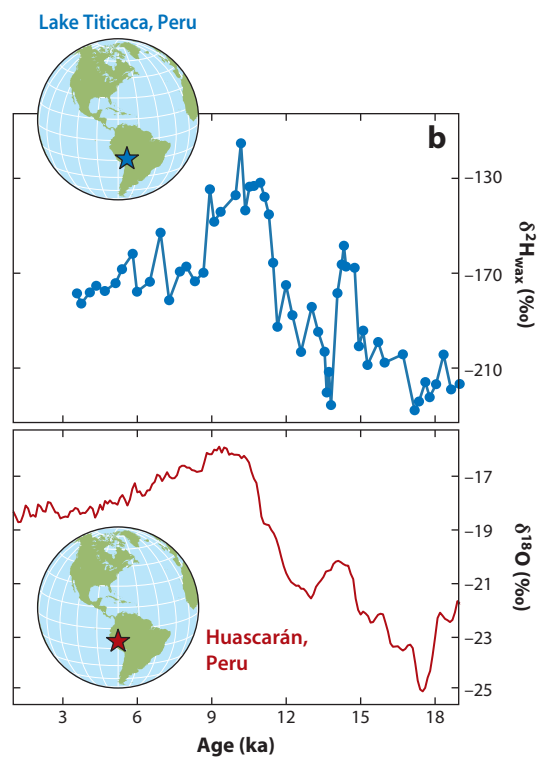 Lake Titicaca, Peru
b
–130
–170
–210
δ²H_wax (‰)
–17
–19
–21
–23
–25
δ¹⁸O (‰)
Huascarán,
Peru
3 6 9 12 15 18
Age (ka)